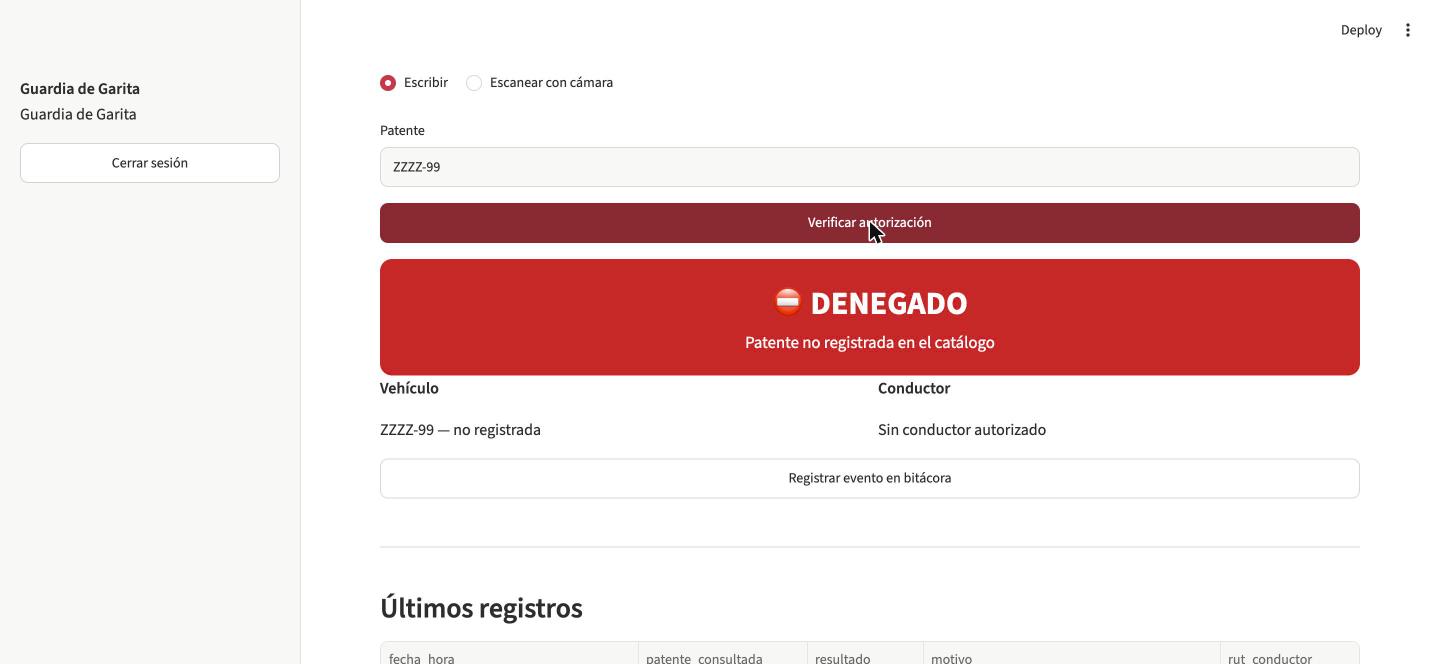 Deploy
Guardia de Garita
Guardia de Garita
Cerrar sesión
Escribir
Escanear con cámara
Patente
ZZZZ-99
Verificar autorización
DENEGADO
Patente no registrada en el catálogo
Vehículo
Conductor
ZZZZ-99 — no registrada
Sin conductor autorizado
Registrar evento en bitácora
Últimos registros
fecha_hora patente_consultada resultado motivo rut_conductor